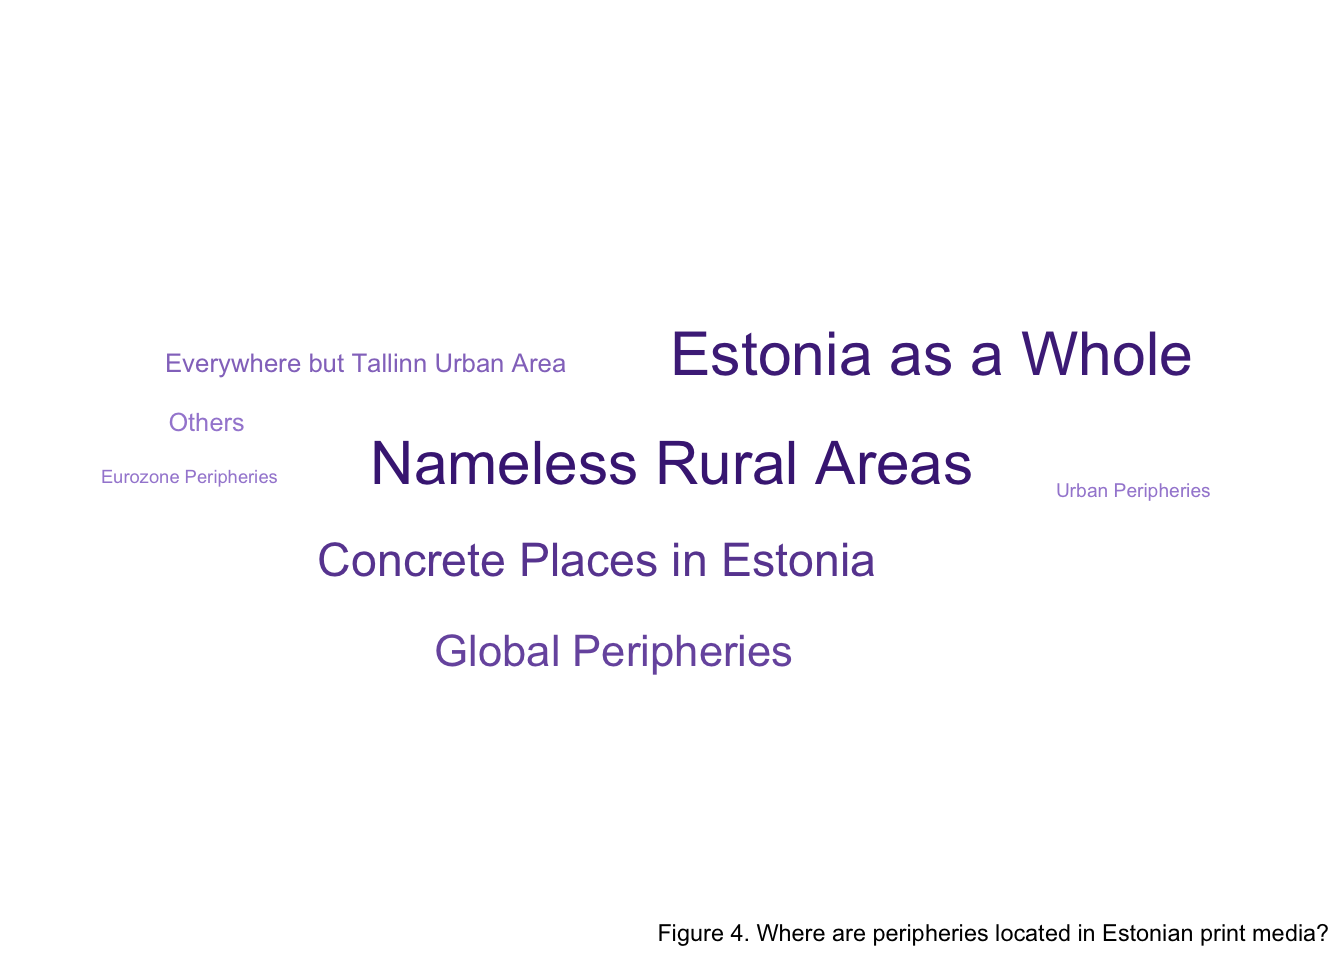 Estonia as a Whole
Everywhere but Tallinn Urban Area
Others
Nameless Rural Areas
Eurozone Peripheries
Urban Peripheries
Concrete Places in Estonia
Global Peripheries
Figure 4. Where are peripheries located in Estonian print media?